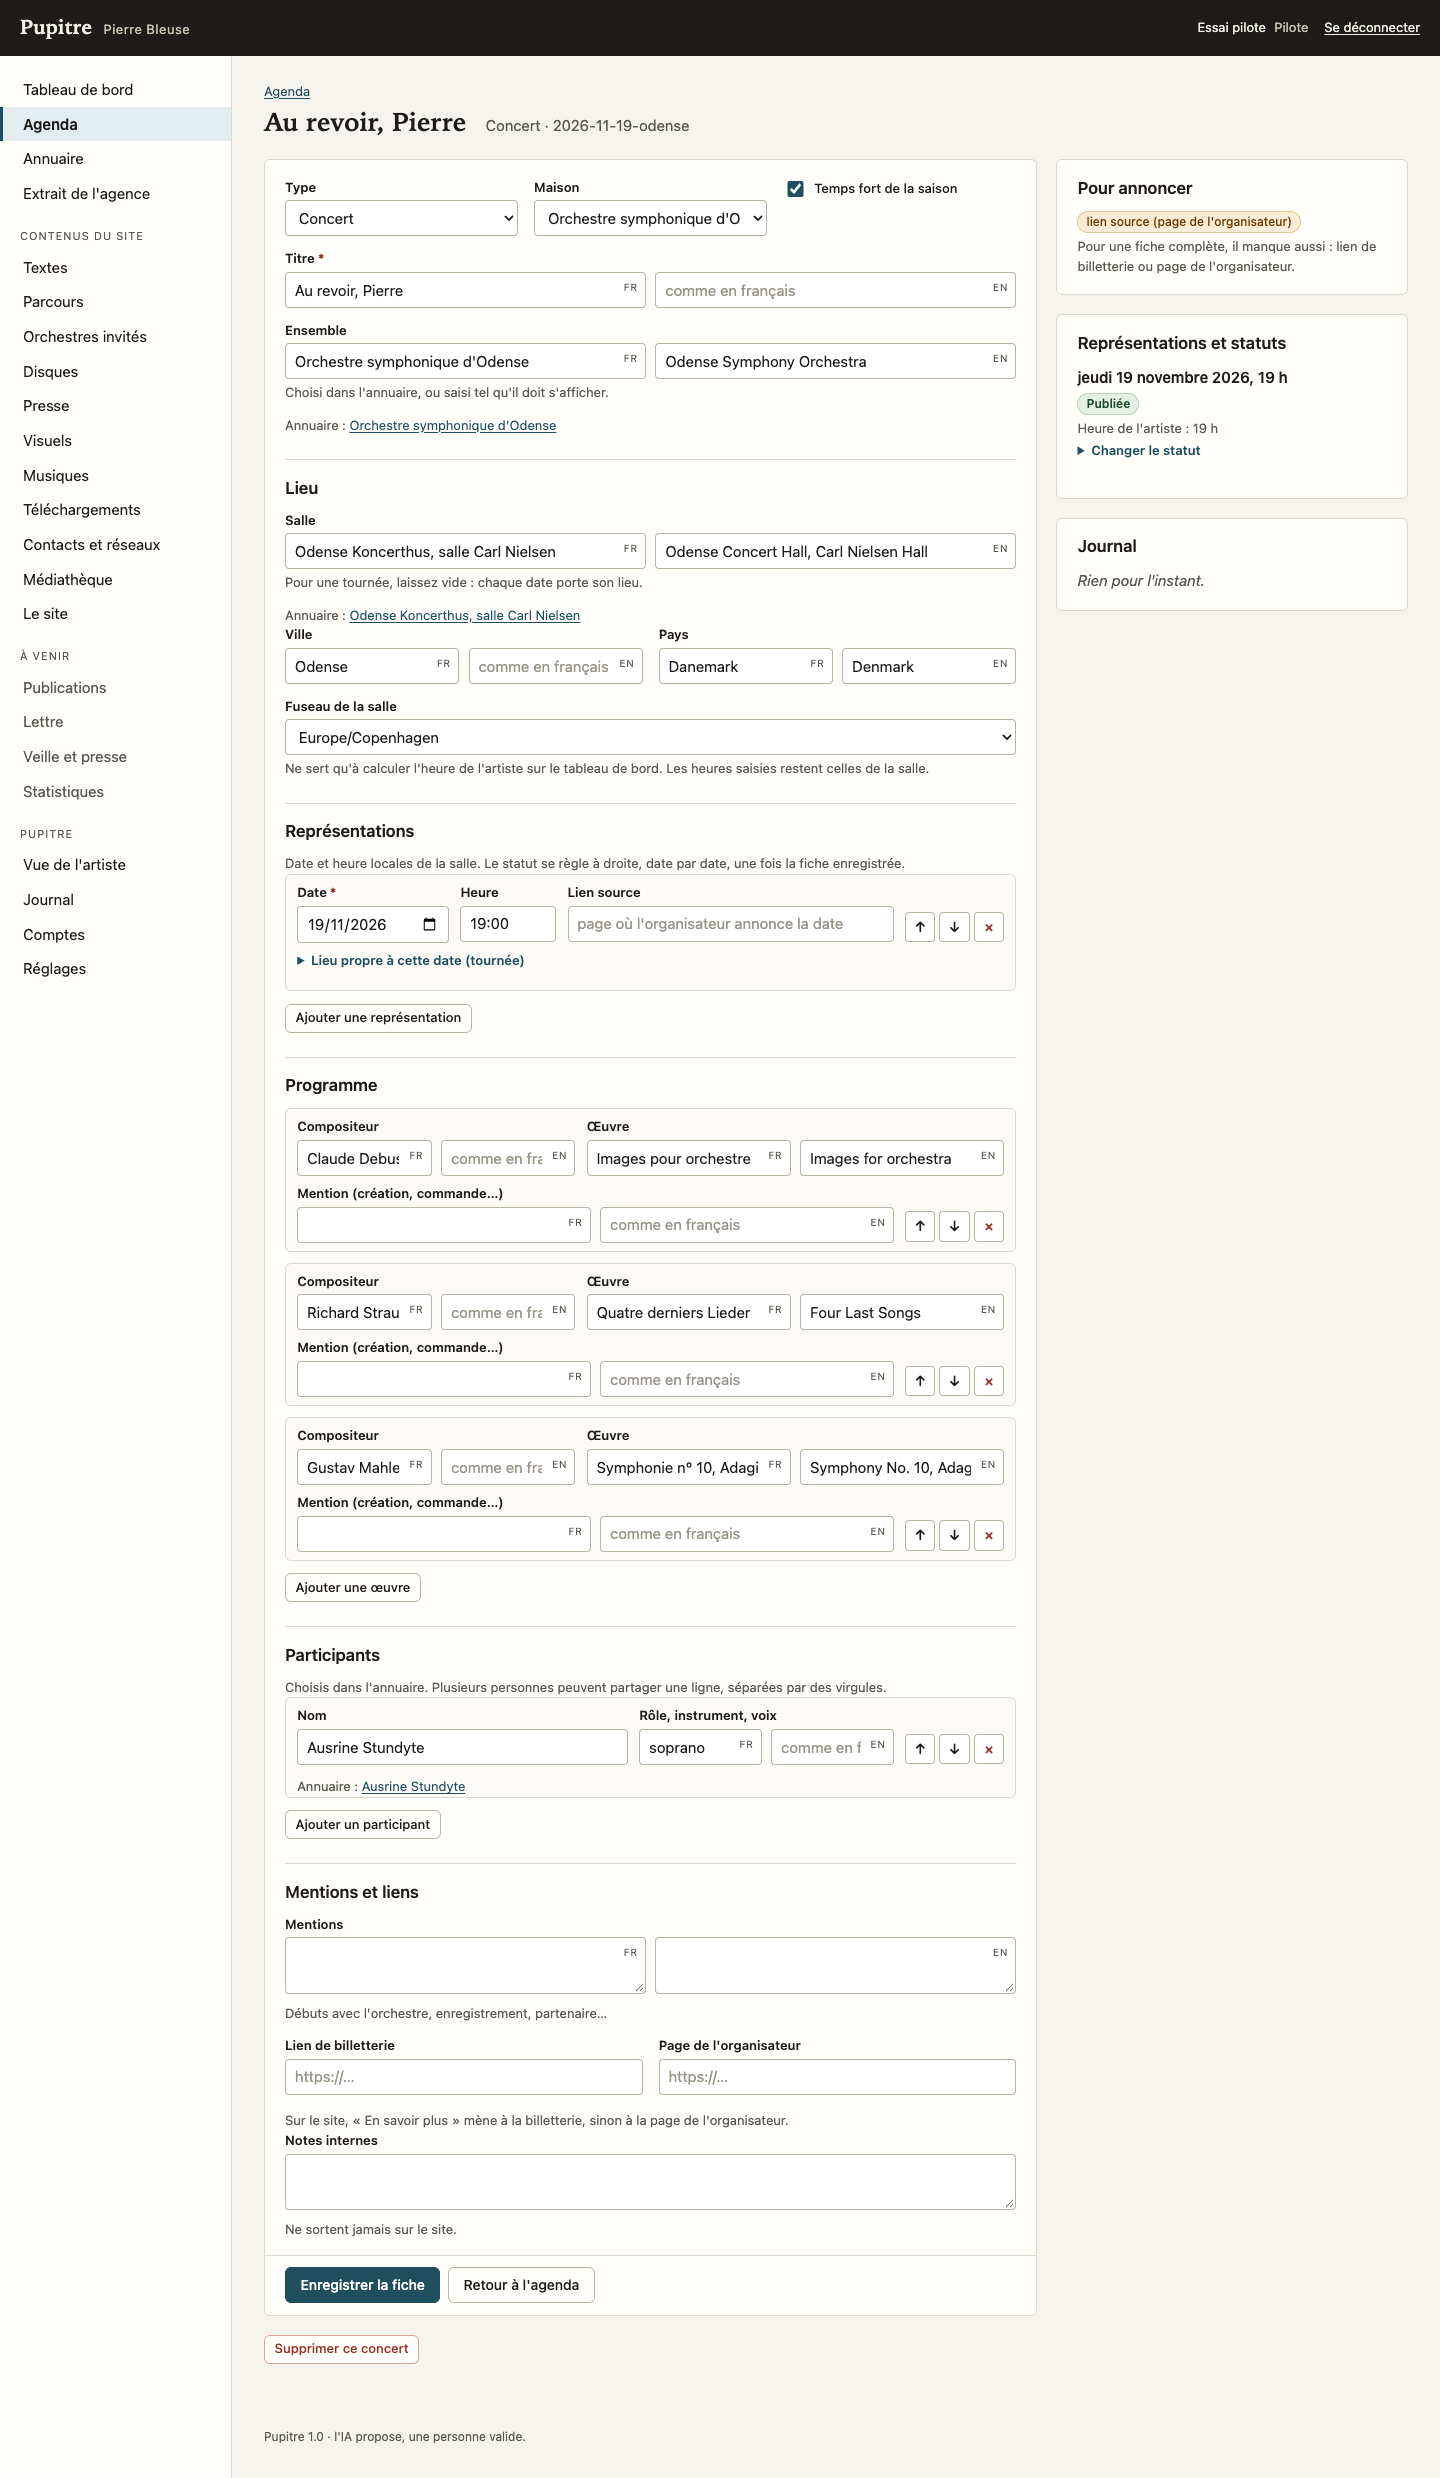 Pupitre Pierre Bleuse
Essai pilote Pilote Se déconnecter
Tableau de bord
Agenda
Annuaire
Extrait de l'agence
CONTENUS DU SITE
Textes
Parcours
Orchestres invités
Disques
Presse
Visuels
Musiques
Téléchargements
Contacts et réseaux
Médiathèque
Le site
À VENIR
Publications
Lettre
Veille et presse
Statistiques
PUPITRE
Vue de l'artiste
Journal
Comptes
Réglages
Agenda
Au revoir, Pierre Concert · 2026-11-19-odense
Type Maison
Concert Orchestre symphonique d'O Temps fort de la saison
Titre *
Au revoir, Pierre FR comme en français EN
Ensemble
Orchestre symphonique d'Odense FR Odense Symphony Orchestra EN
Choisi dans l'annuaire, ou saisi tel qu'il doit s'afficher.
Annuaire : Orchestre symphonique d'Odense
Lieu
Salle
Odense Koncerthus, salle Carl Nielsen FR Odense Concert Hall, Carl Nielsen Hall EN
Pour une tournée, laissez vide : chaque date porte son lieu.
Annuaire : Odense Koncerthus, salle Carl Nielsen
Ville Pays
Odense FR comme en français EN Danemark FR Denmark EN
Fuseau de la salle
Europe/Copenhagen
Ne sert qu'à calculer l'heure de l'artiste sur le tableau de bord. Les heures saisies restent celles de la salle.
Représentations
Date et heure locales de la salle. Le statut se règle à droite, date par date, une fois la fiche enregistrée.
Date * Heure Lien source
19/11/2026 19:00 page où l'organisateur annonce la date ↑ ↓ ×
▶ Lieu propre à cette date (tournée)
Ajouter une représentation
Programme
Compositeur Œuvre
Claude Debus FR comme en fra EN Images pour orchestre FR Images for orchestra EN
Mention (création, commande...)
FR comme en français EN ↑ ↓ ×
Compositeur Œuvre
Richard Strau FR comme en fra EN Quatre derniers Lieder FR Four Last Songs EN
Mention (création, commande...)
FR comme en français EN ↑ ↓ ×
Compositeur Œuvre
Gustav Mahle FR comme en fra EN Symphonie nº 10, Adagi FR Symphony No. 10, Adag EN
Mention (création, commande...)
FR comme en français EN ↑ ↓ ×
Ajouter une œuvre
Participants
Choisis dans l'annuaire. Plusieurs personnes peuvent partager une ligne, séparées par des virgules.
Nom Rôle, instrument, voix
Ausrine Stundyte soprano FR comme en f EN ↑ ↓ ×
Annuaire : Ausrine Stundyte
Ajouter un participant
Mentions et liens
Mentions
FR EN
Débuts avec l'orchestre, enregistrement, partenaire...
Lien de billetterie Page de l'organisateur
https://... https://...
Sur le site, « En savoir plus » mène à la billetterie, sinon à la page de l'organisateur.
Notes internes
Ne sortent jamais sur le site.
Enregistrer la fiche Retour à l'agenda
Supprimer ce concert
Pour annoncer
lien source (page de l'organisateur)
Pour une fiche complète, il manque aussi : lien de
billetterie ou page de l'organisateur.
Représentations et statuts
jeudi 19 novembre 2026, 19 h
Publiée
Heure de l'artiste : 19 h
▶ Changer le statut
Journal
Rien pour l'instant.
Pupitre 1.0 · l'IA propose, une personne valide.